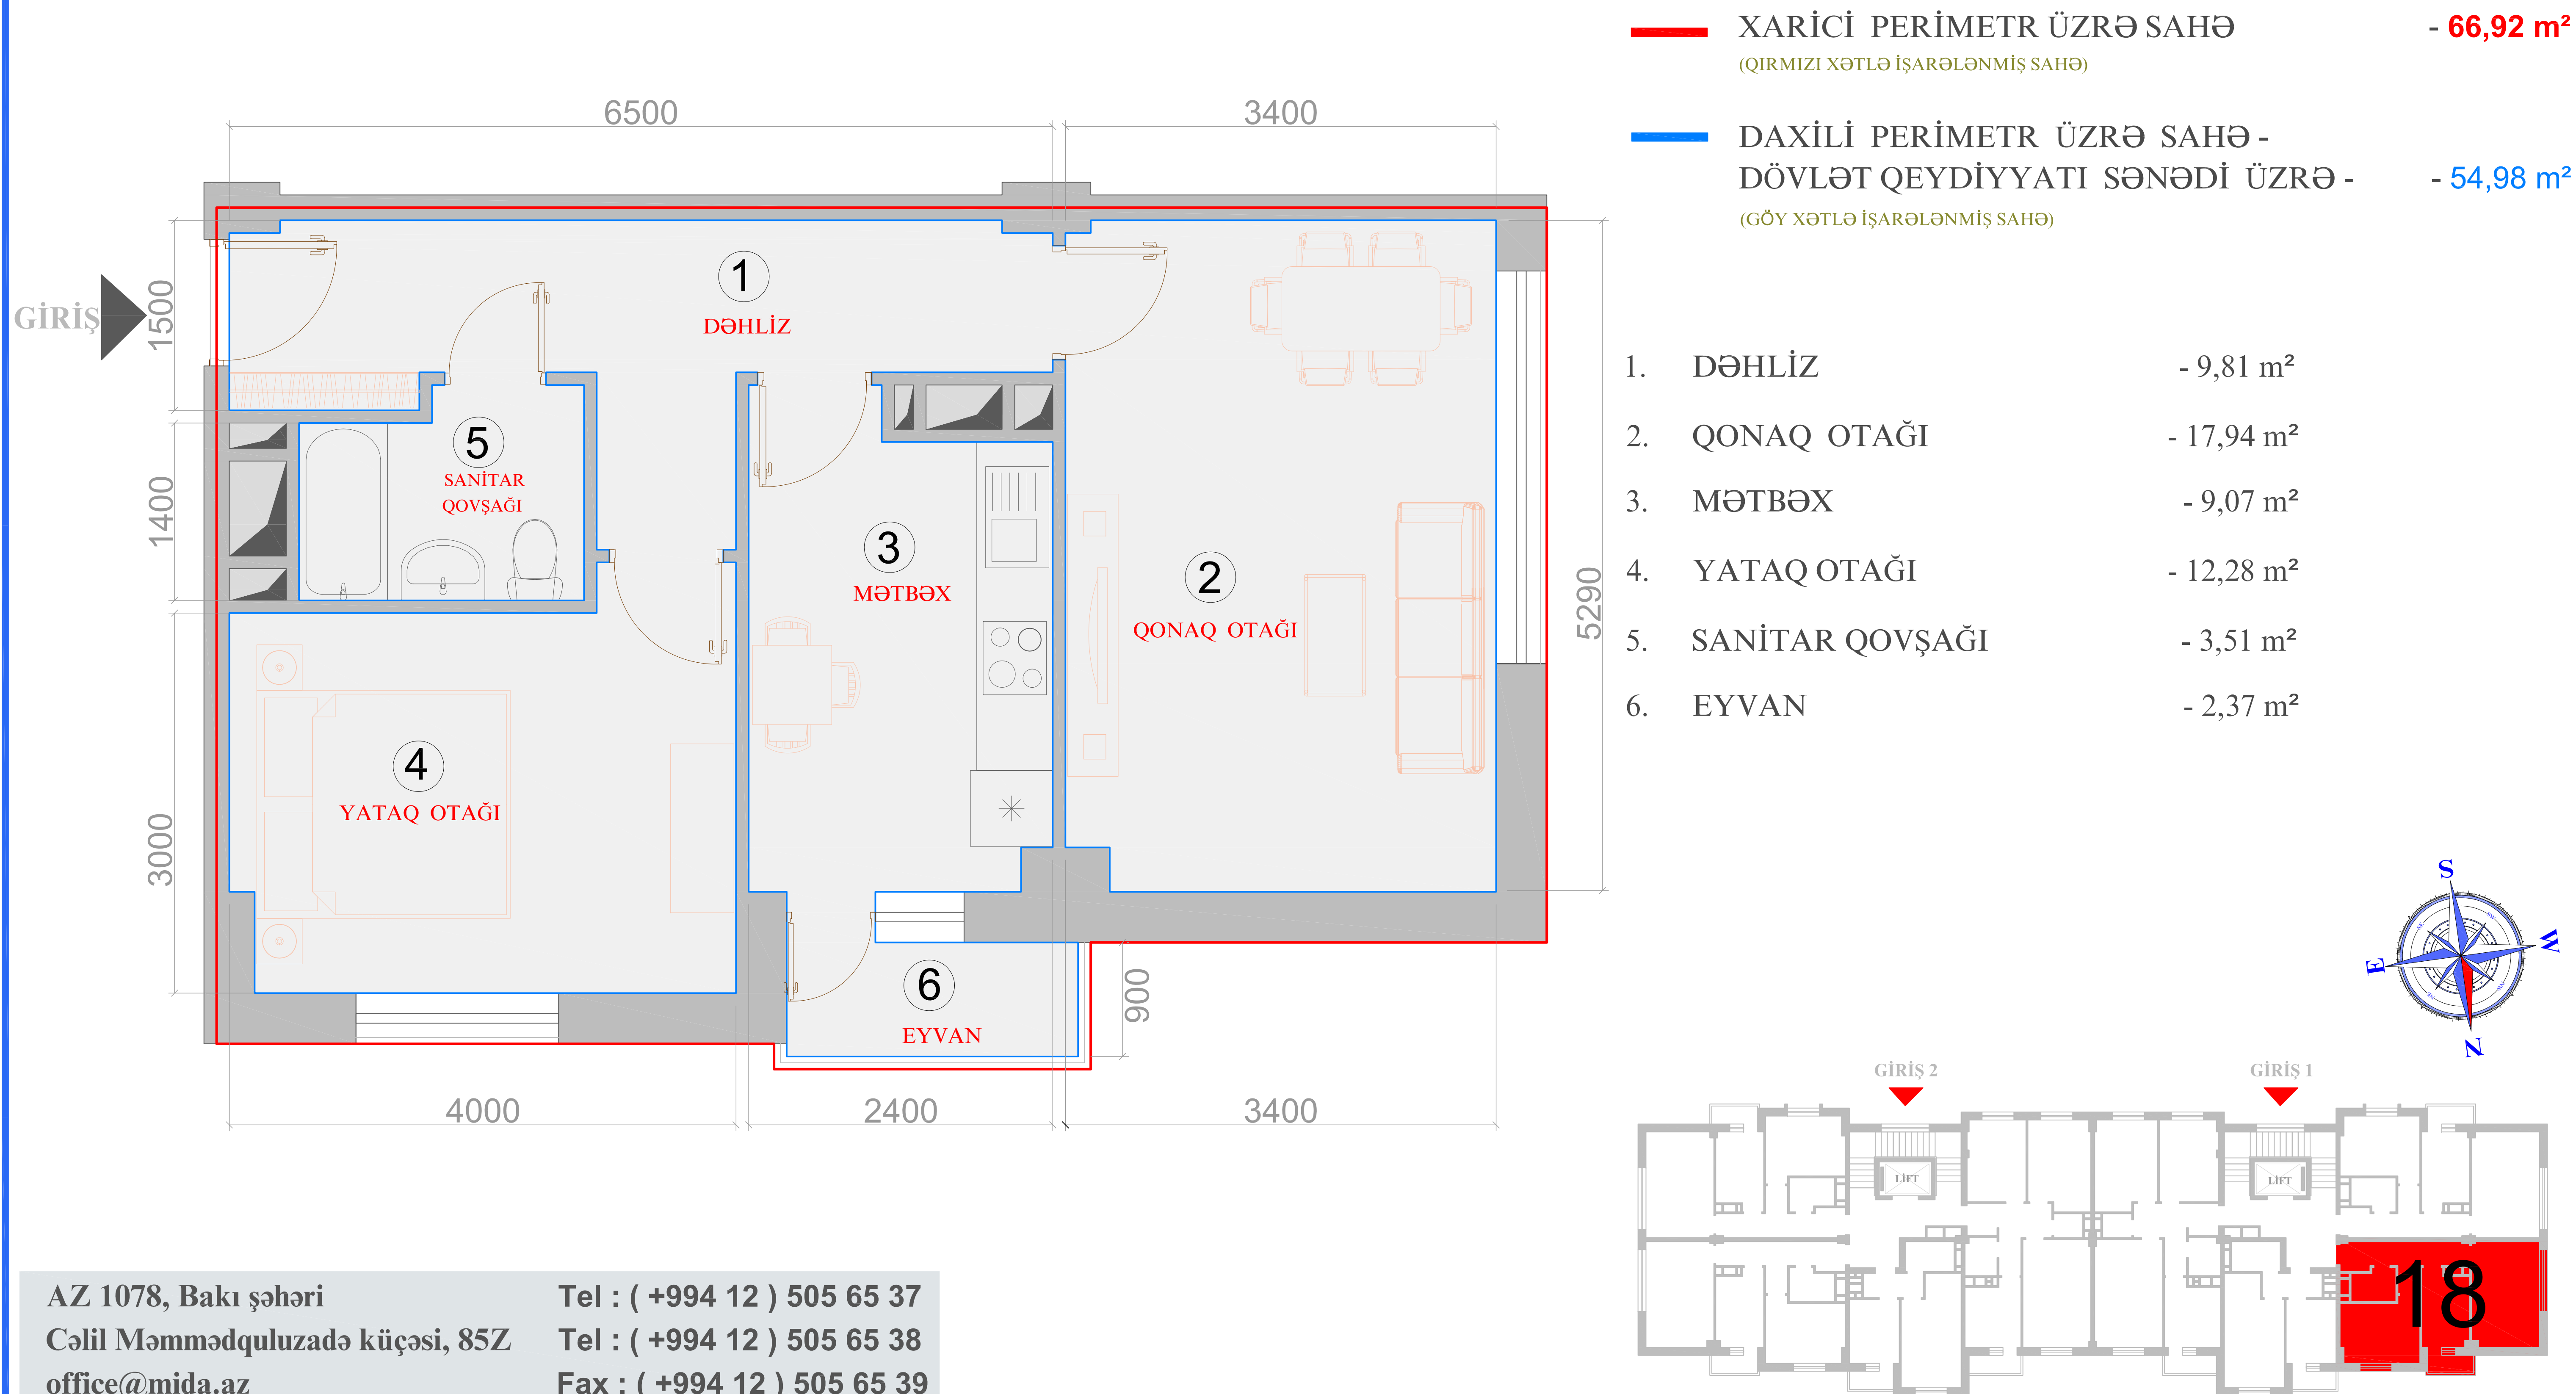 XARİCİ PERİMETR ÜZRƏ SAHƏ - 66,92 m²
(QIRMIZI XƏTLƏ İŞARƏLƏNMİŞ SAHƏ)
DAXİLİ PERİMETR ÜZRƏ SAHƏ -
DÖVLƏT QEYDİYYATI SƏNƏDİ ÜZRƏ - - 54,98 m²
(GÖY XƏTLƏ İŞARƏLƏNMİŞ SAHƏ)
6500
3400
GİRİŞ
1500
1400
3000
1
DƏHLİZ
5
SANİTAR
QOVŞAĞI
3
MƏTBƏX
2
QONAQ OTAĞI
4
YATAQ OTAĞI
6
EYVAN
5290
900
4000
2400
3400
1. DƏHLİZ - 9,81 m²
2. QONAQ OTAĞI - 17,94 m²
3. MƏTBƏX - 9,07 m²
4. YATAQ OTAĞI - 12,28 m²
5. SANİTAR QOVŞAĞI - 3,51 m²
6. EYVAN - 2,37 m²
S
W
E
N
GİRİŞ 2
GİRİŞ 1
LİFT
LİFT
18
AZ 1078, Bakı şəhəri
Cəlil Məmmədquluzadə küçəsi, 85Z
office@mida.az
Tel : ( +994 12 ) 505 65 37
Tel : ( +994 12 ) 505 65 38
Fax : ( +994 12 ) 505 65 39